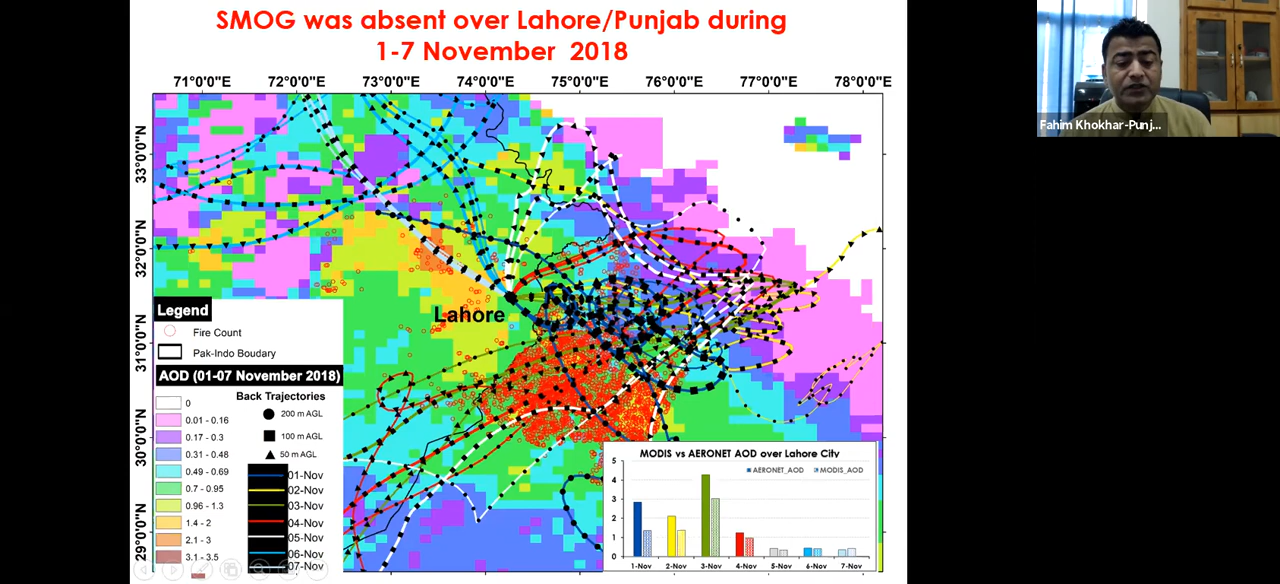 SMOG was absent over Lahore/Punjab during
1-7 November 2018
71°0'0"E 72°0'0"E 73°0'0"E 74°0'0"E 75°0'0"E 76°0'0"E 77°0'0"E 78°0'0"E
33°0'0"N
32°0'0"N
31°0'0"N
30°0'0"N
29°0'0"N
Lahore
Legend
Fire Count
Pak-Indo Boudary
AOD (01-07 November 2018)
0
0.01 - 0.16
0.17 - 0.3
0.31 - 0.48
0.49 - 0.69
0.7 - 0.95
0.96 - 1.3
1.4 - 2
2.1 - 3
3.1 - 3.5
Back Trajectories
200 m AGL
100 m AGL
50 m AGL
01-Nov
02-Nov
03-Nov
04-Nov
05-Nov
06-Nov
07-Nov
MODIS vs AERONET AOD over Lahore City
AERONET_AOD MODIS_AOD
5
4
3
2
1
0
1-Nov 2-Nov 3-Nov 4-Nov 5-Nov 6-Nov 7-Nov
Fahim Khokhar-Punj...